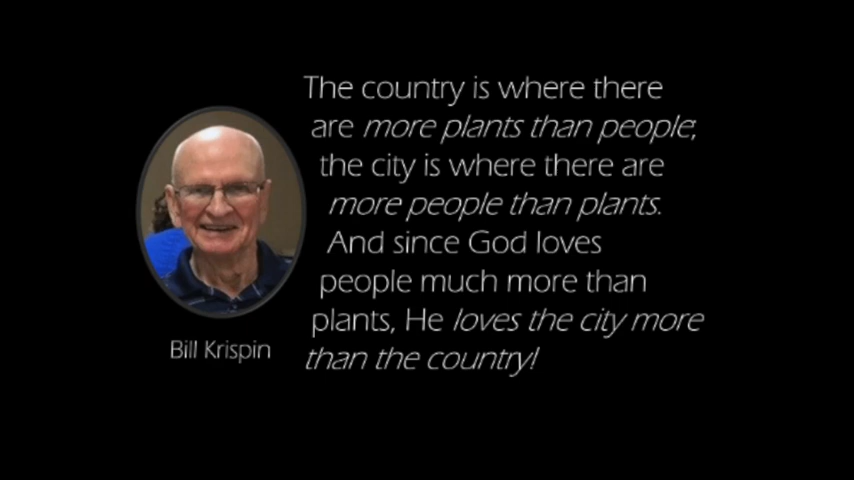 The country is where there
are more plants than people;
the city is where there are
more people than plants.
And since God loves
people much more than
plants, He loves the city more
than the country!
Bill Krispin